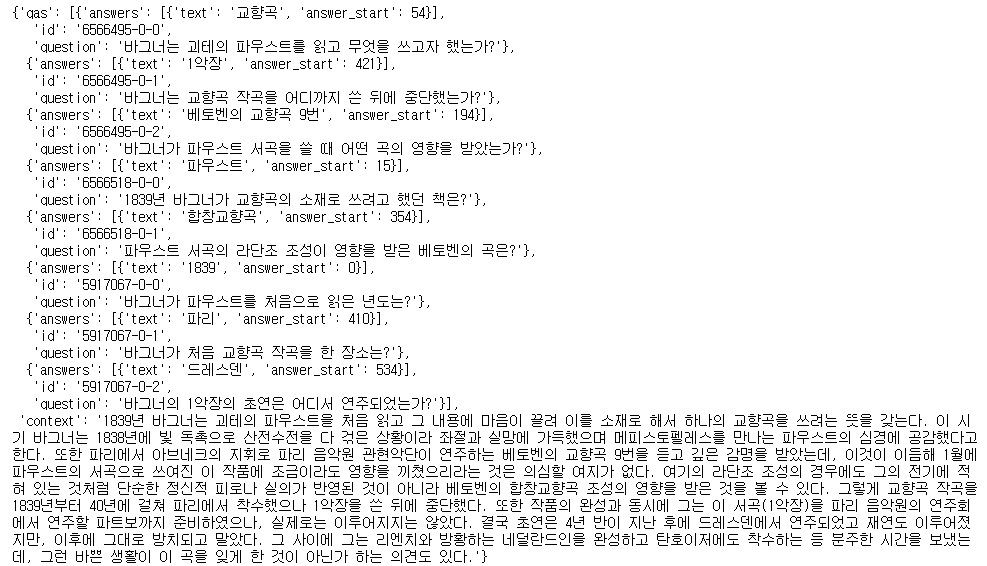 {'qas': [{'answers': [{'text': '교향곡', 'answer_start': 54}],
'id': '6566495-0-0',
'question': '바그너는 괴테의 파우스트를 읽고 무엇을 쓰고자 했는가?'},
{'answers': [{'text': '1악장', 'answer_start': 421}],
'id': '6566495-0-1',
'question': '바그너는 교향곡 작곡을 어디까지 쓴 뒤에 중단했는가?'},
{'answers': [{'text': '베토벤의 교향곡 9번', 'answer_start': 194}],
'id': '6566495-0-2',
'question': '바그너가 파우스트 서곡을 쓸 때 어떤 곡의 영향을 받았는가?'},
{'answers': [{'text': '파우스트', 'answer_start': 15}],
'id': '6566518-0-0',
'question': '1839년 바그너가 교향곡의 소재로 쓰려고 했던 책은?'},
{'answers': [{'text': '합창교향곡', 'answer_start': 354}],
'id': '6566518-0-1',
'question': '파우스트 서곡의 라단조 조성이 영향을 받은 베토벤의 곡은?'},
{'answers': [{'text': '1839', 'answer_start': 0}],
'id': '5917067-0-0',
'question': '바그너가 파우스트를 처음으로 읽은 년도는?'},
{'answers': [{'text': '파리', 'answer_start': 410}],
'id': '5917067-0-1',
'question': '바그너가 처음 교향곡 작곡을 한 장소는?'},
{'answers': [{'text': '드레스덴', 'answer_start': 534}],
'id': '5917067-0-2',
'question': '바그너의 1악장의 초연은 어디서 연주되었는가?'}],
'context': '1839년 바그너는 괴테의 파우스트을 처음 읽고 그 내용에 마음이 끌려 이를 소재로 해서 하나의 교향곡을 쓰려는 뜻을 갖는다. 이 시
기 바그너는 1838년에 빛 독촉으로 산전수전을 다 겪은 상황이라 좌절과 실망에 가득했으며 메피스토펠레스를 만나는 파우스트의 심경에 공감했다고
한다. 또한 파리에서 아브네크의 지휘로 파리 음악원 관현악단이 연주하는 베토벤의 교향곡 9번을 듣고 깊은 감명을 받았는데, 이것이 이듬해 1월에
파우스트의 서곡으로 쓰여진 이 작품에 조금이라도 영향을 끼쳤으리라는 것은 의심할 여지가 없다. 여기의 라단조 조성의 경우에도 그의 전기에 적
혀 있는 것처럼 단순한 정신적 피로나 실의가 반영된 것이 아니라 베토벤의 합창교향곡 조성의 영향을 받은 것을 볼 수 있다. 그렇게 교향곡 작곡을
1839년부터 40년에 걸쳐 파리에서 착수했으나 1악장을 쓴 뒤에 중단했다. 또한 작품의 완성과 동시에 그는 이 서곡(1악장)을 파리 음악원의 연주회
에서 연주할 파트보까지 준비하였으나, 실제로는 이루어지지는 않았다. 결국 초연은 4년 반이 지난 후에 드레스덴에서 연주되었고 재연도 이루어졌
지만, 이후에 그대로 방치되고 말았다. 그 사이에 그는 리엔치와 방황하는 네덜란드인을 완성하고 탄호이저에도 착수하는 등 분주한 시간을 보냈는
데, 그런 바쁜 생활이 이 곡을 잊게 한 것이 아닌가 하는 의견도 있다.'}